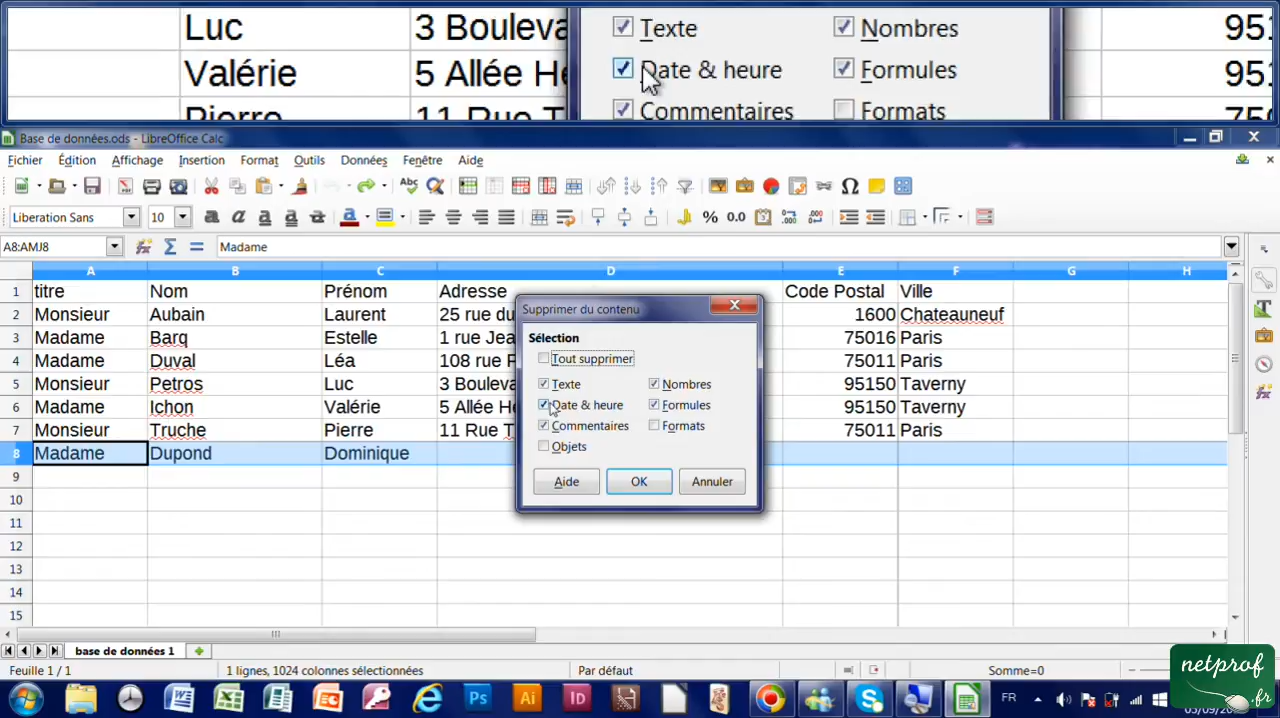 Luc 3 Bouleva Texte Nombres 951
Valérie 5 Allée He Date & heure Formules 951
Pierre 11 Rue T Commentaires Formats 750
Base de données.ods - LibreOffice Calc
Fichier Édition Affichage Insertion Format Outils Données Fenêtre Aide
Liberation Sans 10
A8:AMJ8 Madame
A B C D E F G H
1 titre Nom Prénom Adresse Code Postal Ville
2 Monsieur Aubain Laurent 25 rue du 1600 Chateauneuf
3 Madame Barq Estelle 1 rue Jea 75016 Paris
4 Madame Duval Léa 108 rue P 75011 Paris
5 Monsieur Petros Luc 3 Bouleva 95150 Taverny
6 Madame Ichon Valérie 5 Allée He 95150 Taverny
7 Monsieur Truche Pierre 11 Rue T 75011 Paris
8 Madame Dupond Dominique
9
10
11
12
13
14
15
Supprimer du contenu
Sélection
Tout supprimer
Texte Nombres
Date & heure Formules
Commentaires Formats
Objets
Aide OK Annuler
base de données 1
Feuille 1 / 1 1 lignes, 1024 colonnes sélectionnées Par défaut Somme=0
Ps Ai ID FR
netprof
.fr